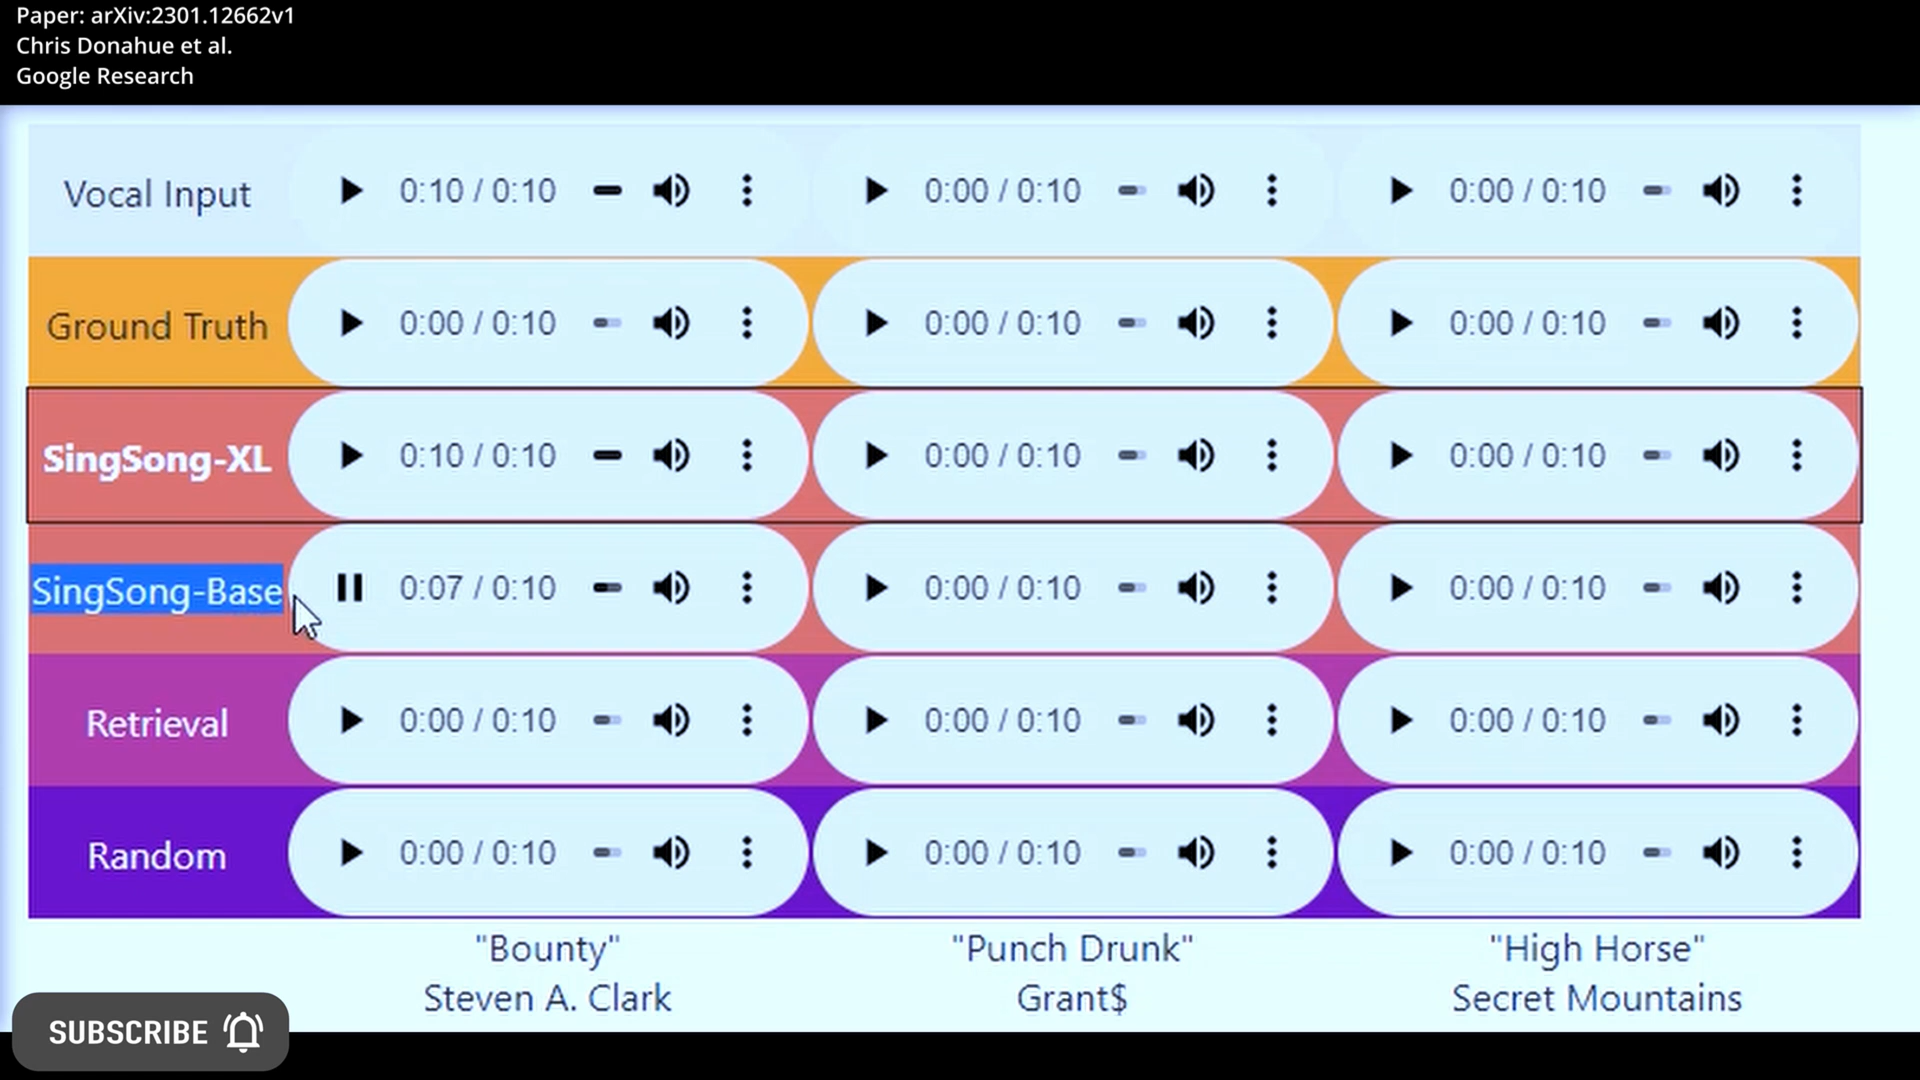 Paper: arXiv:2301.12662v1
Chris Donahue et al.
Google Research
Vocal Input 0:10 / 0:10 0:00 / 0:10 0:00 / 0:10
Ground Truth 0:00 / 0:10 0:00 / 0:10 0:00 / 0:10
SingSong-XL 0:10 / 0:10 0:00 / 0:10 0:00 / 0:10
SingSong-Base 0:07 / 0:10 0:00 / 0:10 0:00 / 0:10
Retrieval 0:00 / 0:10 0:00 / 0:10 0:00 / 0:10
Random 0:00 / 0:10 0:00 / 0:10 0:00 / 0:10
"Bounty" "Punch Drunk" "High Horse"
Steven A. Clark Grant$ Secret Mountains
SUBSCRIBE